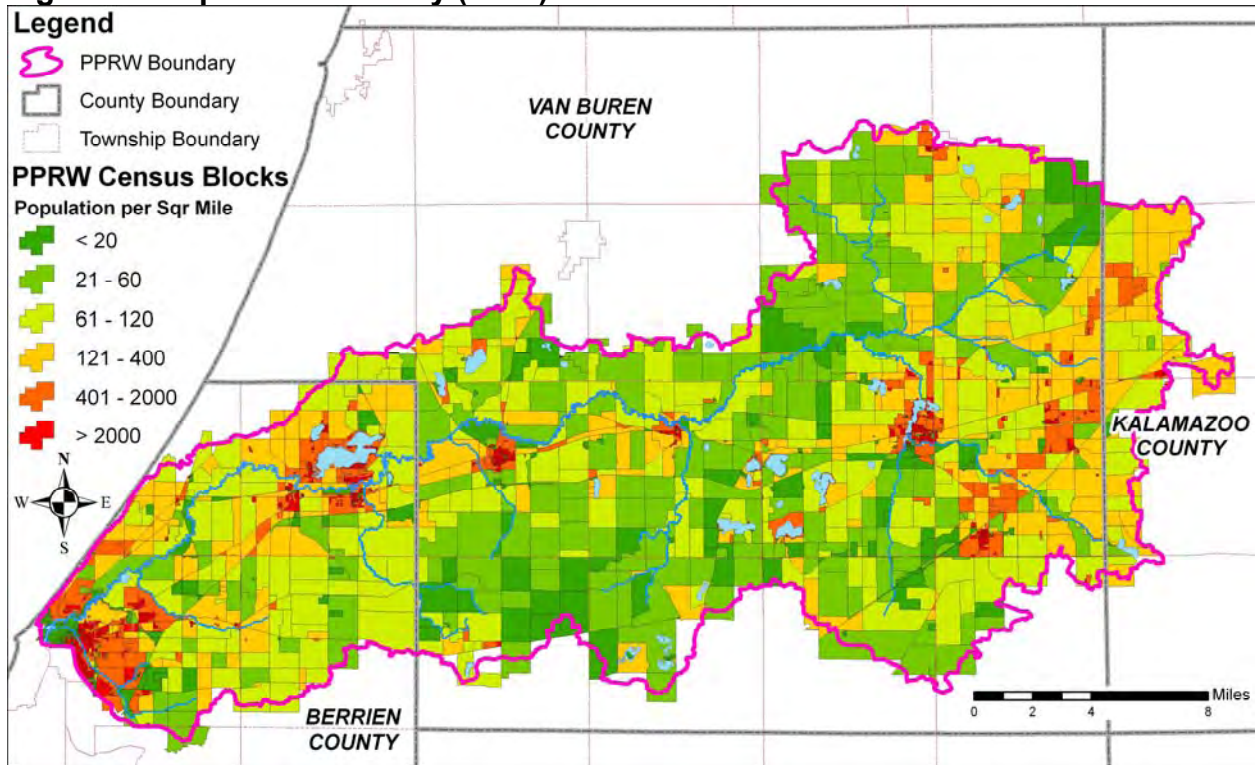 Legend
PPRW Boundary
County Boundary
Township Boundary
PPRW Census Blocks
Population per Sqr Mile
< 20
21 - 60
61 - 120
121 - 400
401 - 2000
> 2000
N
W
E
S
VAN BUREN
COUNTY
KALAMAZOO
COUNTY
BERRIEN
COUNTY
Miles
0 2 4 8